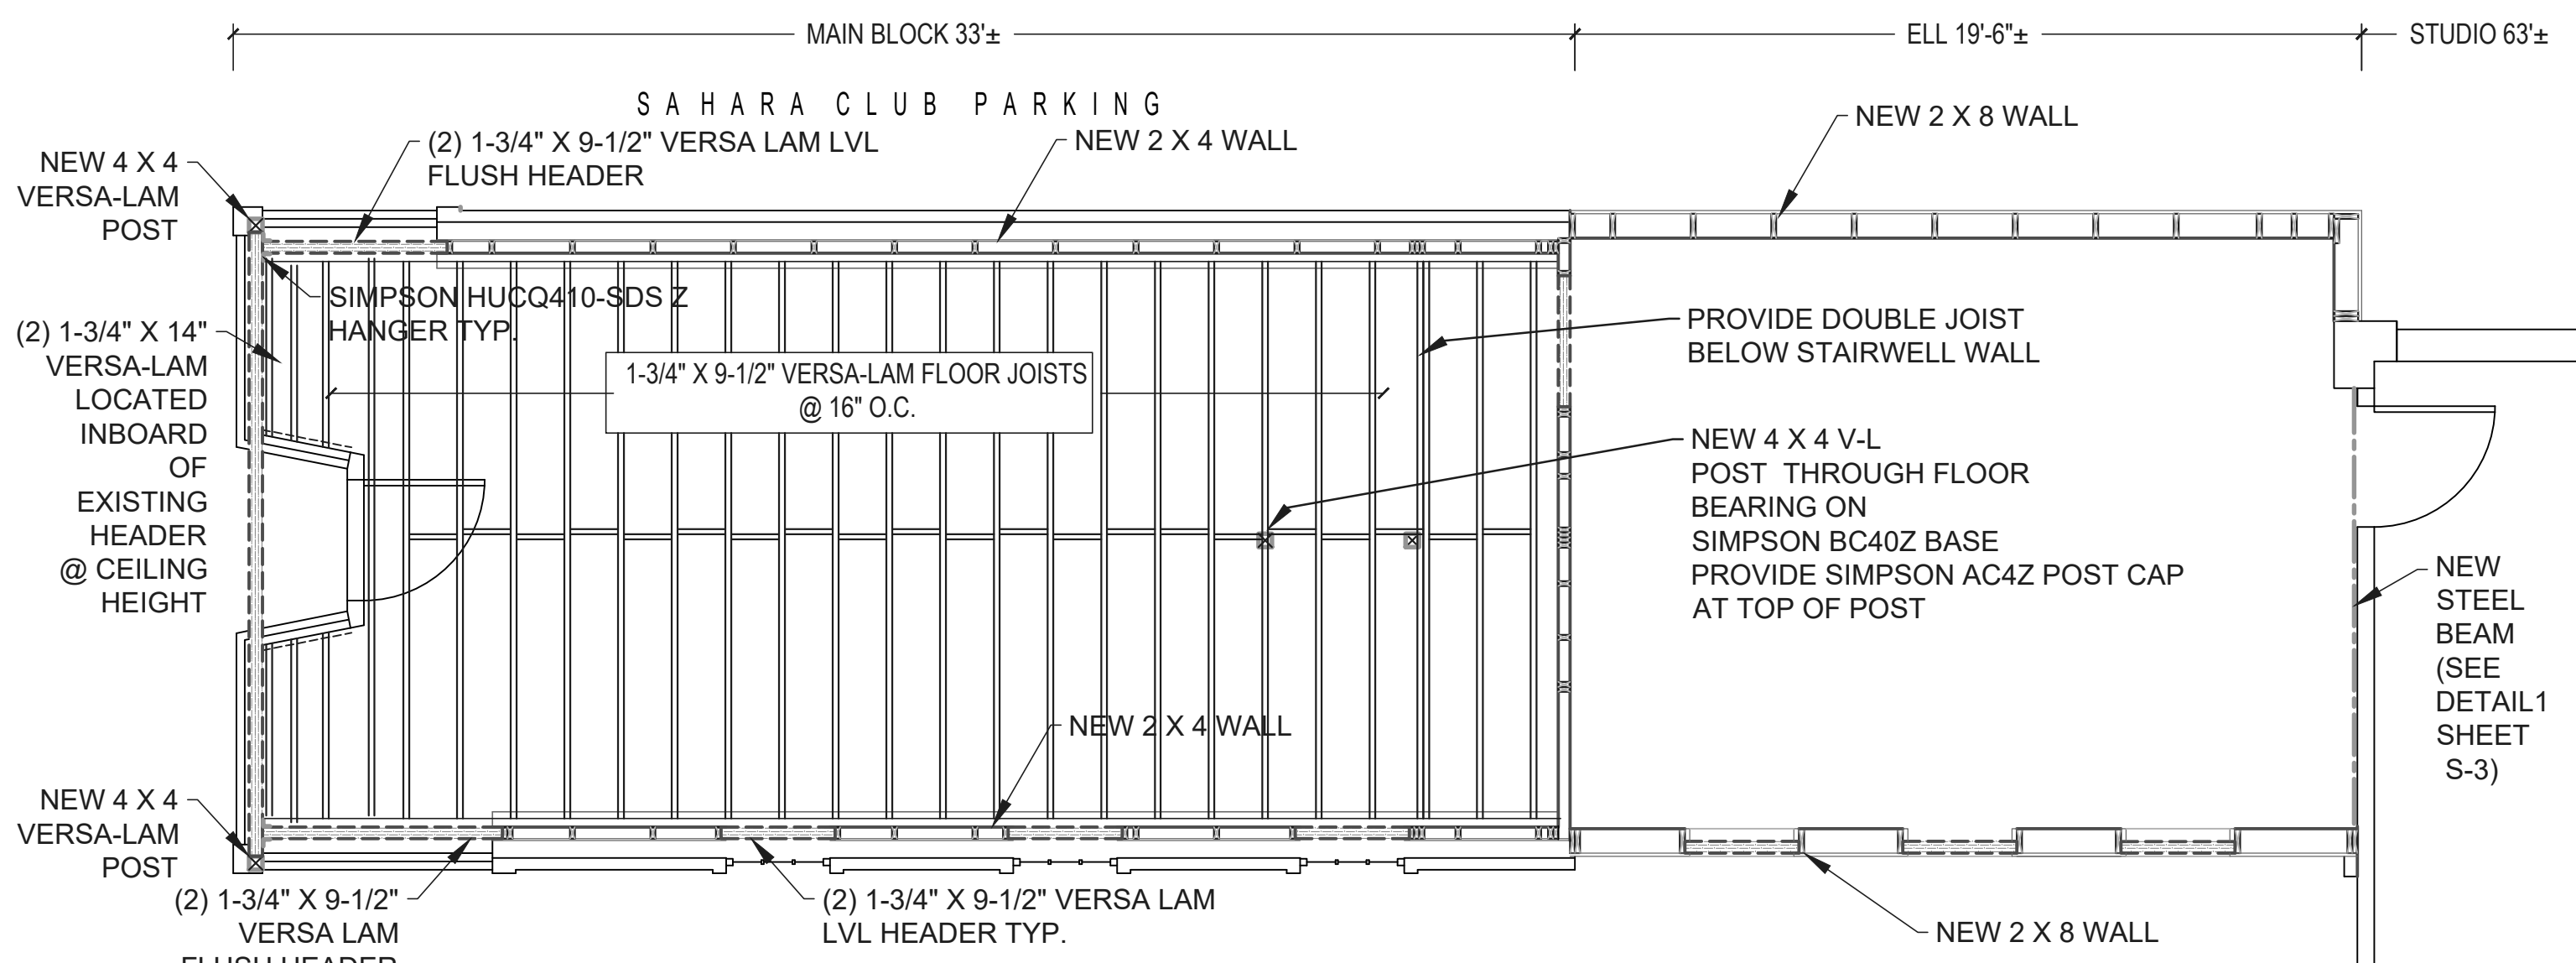 MAIN BLOCK 33'±
ELL 19'-6"±
STUDIO 63'±
SAHARA CLUB PARKING
NEW 4 X 4
VERSA-LAM
POST
(2) 1-3/4" X 9-1/2" VERSA LAM LVL
FLUSH HEADER
NEW 2 X 4 WALL
NEW 2 X 8 WALL
SIMPSON HUCQ410-SDS Z
HANGER TYP.
(2) 1-3/4" X 14"
VERSA-LAM
LOCATED
INBOARD
OF
EXISTING
HEADER
@ CEILING
HEIGHT
1-3/4" X 9-1/2" VERSA-LAM FLOOR JOISTS
@ 16" O.C.
PROVIDE DOUBLE JOIST
BELOW STAIRWELL WALL
NEW 4 X 4 V-L
POST THROUGH FLOOR
BEARING ON
SIMPSON BC40Z BASE
PROVIDE SIMPSON AC4Z POST CAP
AT TOP OF POST
NEW
STEEL
BEAM
(SEE
DETAIL1
SHEET
S-3)
NEW 2 X 4 WALL
NEW 4 X 4
VERSA-LAM
POST
(2) 1-3/4" X 9-1/2"
VERSA LAM
FLUSH HEADER
(2) 1-3/4" X 9-1/2" VERSA LAM
LVL HEADER TYP.
NEW 2 X 8 WALL